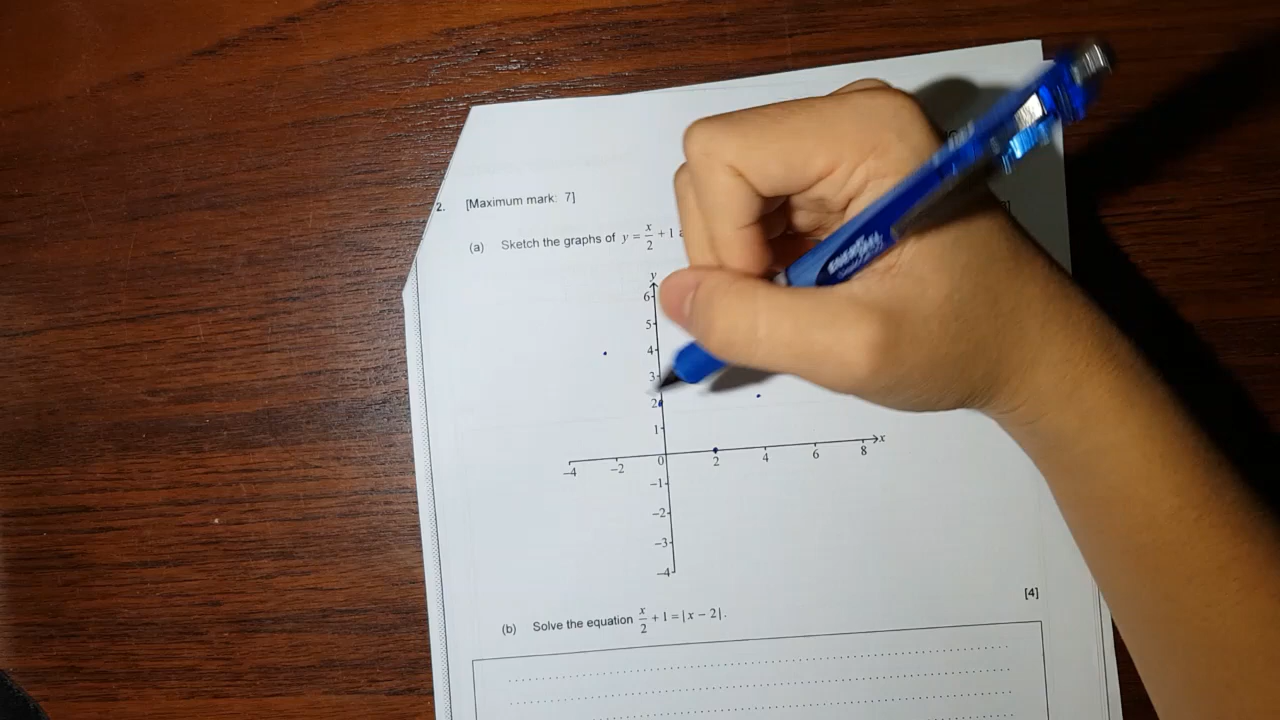 2. [Maximum mark: 7]
(a) Sketch the graphs of y = x/2 + 1
y
6
5
4
3
2
1
-4 -2 0 2 4 6 8 x
-1
-2
-3
-4
[4]
(b) Solve the equation x/2 + 1 = |x − 2|.